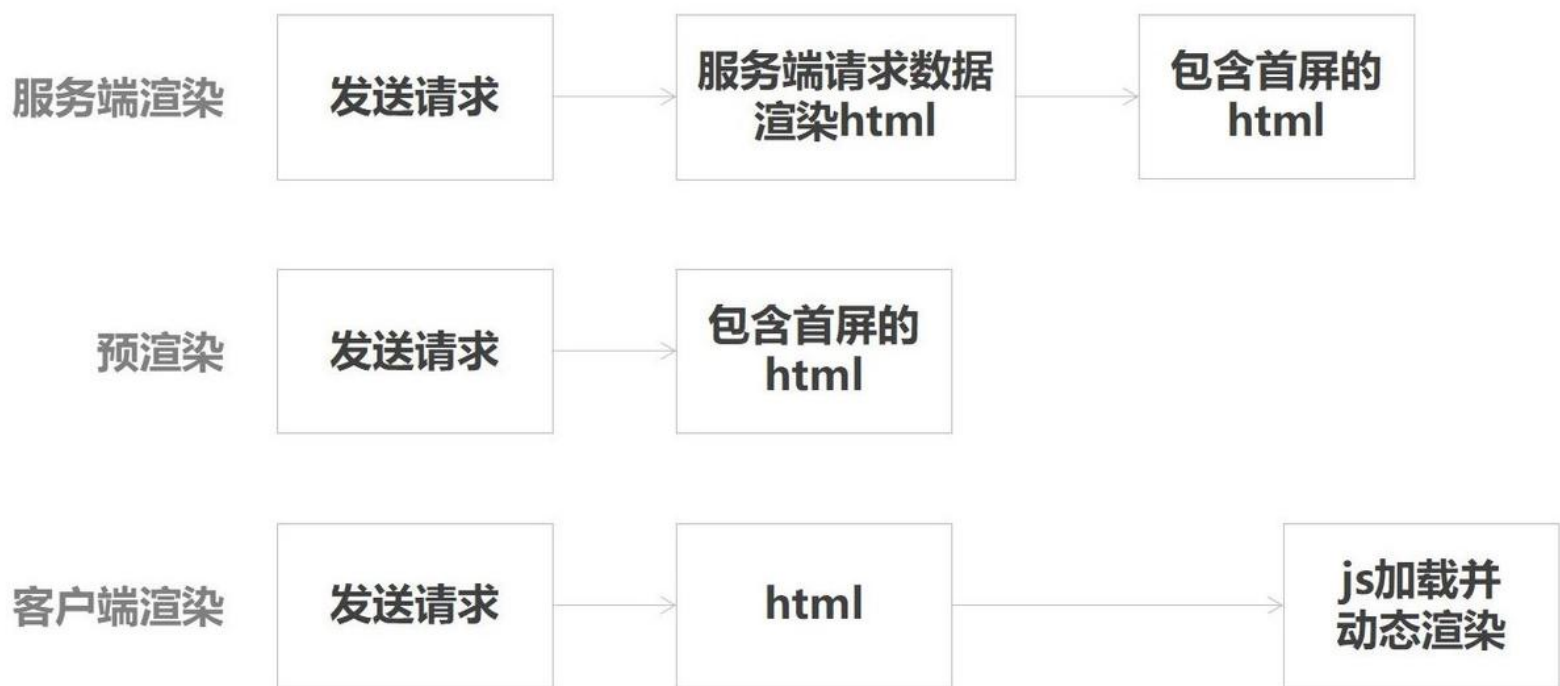 服务端渲染
发送请求
服务端请求数据
渲染html
包含首屏的
html
预渲染
发送请求
包含首屏的
html
客户端渲染
发送请求
html
js加载并
动态渲染